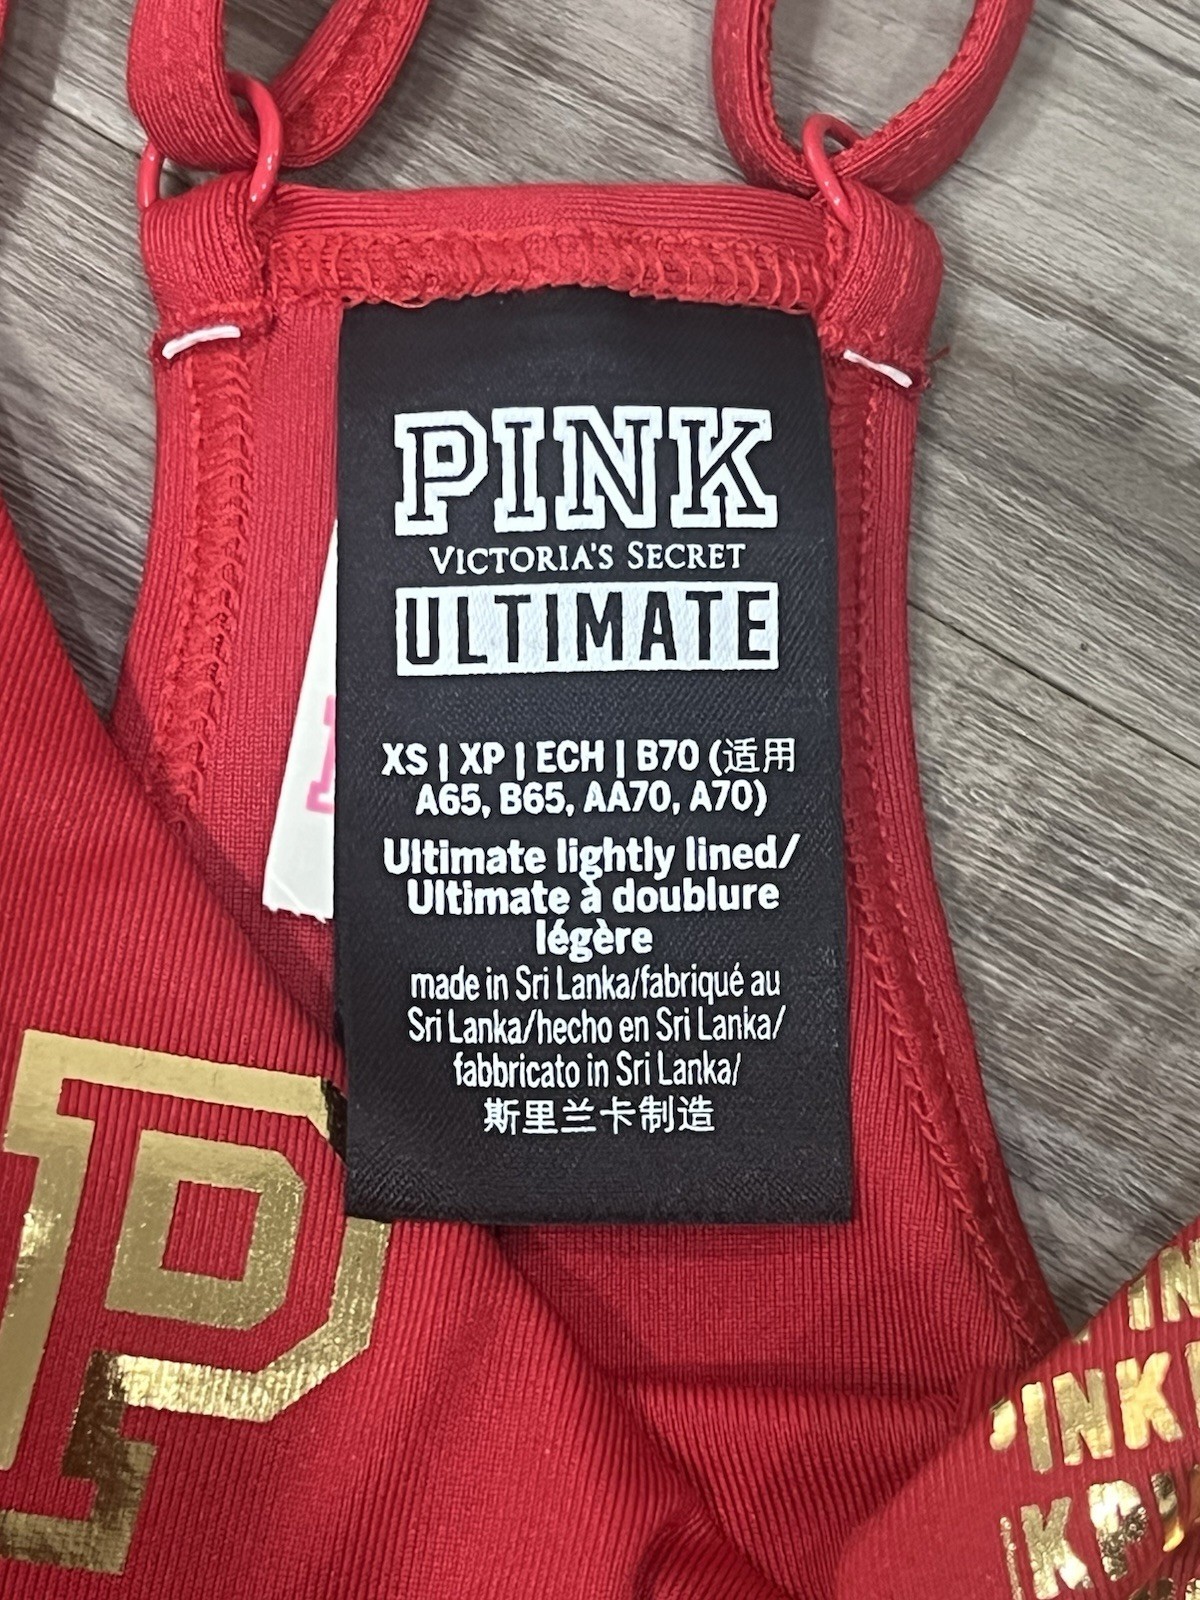 PINK
VICTORIA'S SECRET
ULTIMATE
XS | XP | ECH | B70 (适用
A65, B65, AA70, A70)
Ultimate lightly lined/
Ultimate à doublure
légère
made in Sri Lanka/fabriqué au
Sri Lanka/hecho en Sri Lanka/
fabbricato in Sri Lanka/
斯里兰卡制造
P
PINK